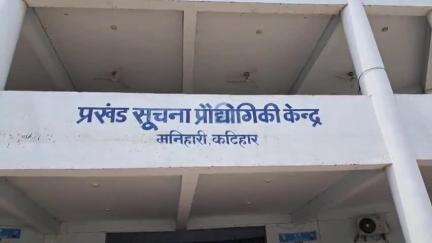 प्रखंड सूचना प्रौद्योगिकी केन्द्र
मनिहारी, कटिहार